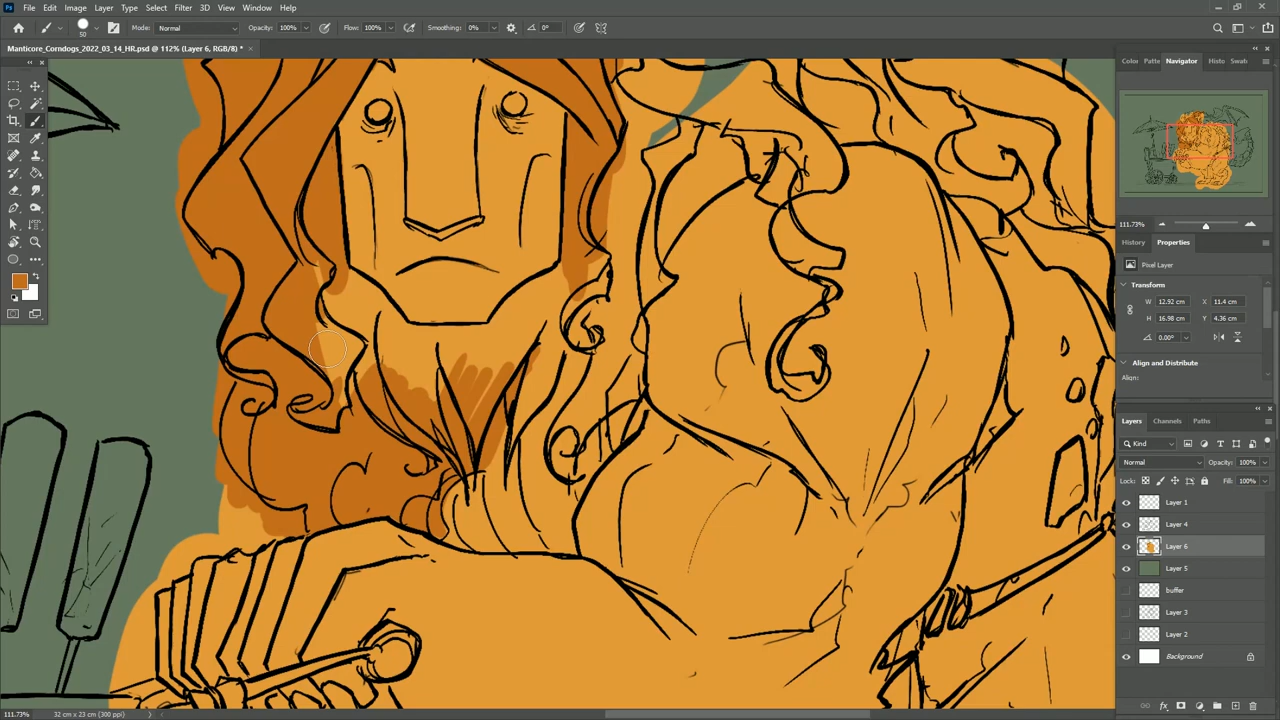 Ps File Edit Image Layer Type Select Filter 3D View Window Help
50 Mode: Normal Opacity: 100% Flow: 100% Smoothing: 0% 0°
Manticore_Corndogs_2022_03_14_HR.psd @ 112% (Layer 6, RGB/8) *
Color Patte Navigator Histo Swab
111.73%
History Properties
Pixel Layer
Transform
W 12.92 cm X 11.4 cm
H 16.98 cm Y 4.36 cm
0.00°
Align and Distribute
Align:
Layers Channels Paths
Kind
Normal Opacity: 100%
Lock: Fill: 100%
Layer 1
Layer 4
Layer 6
Layer 5
buffer
Layer 3
Layer 2
Background
111.73% 32 cm x 23 cm (300 ppi)